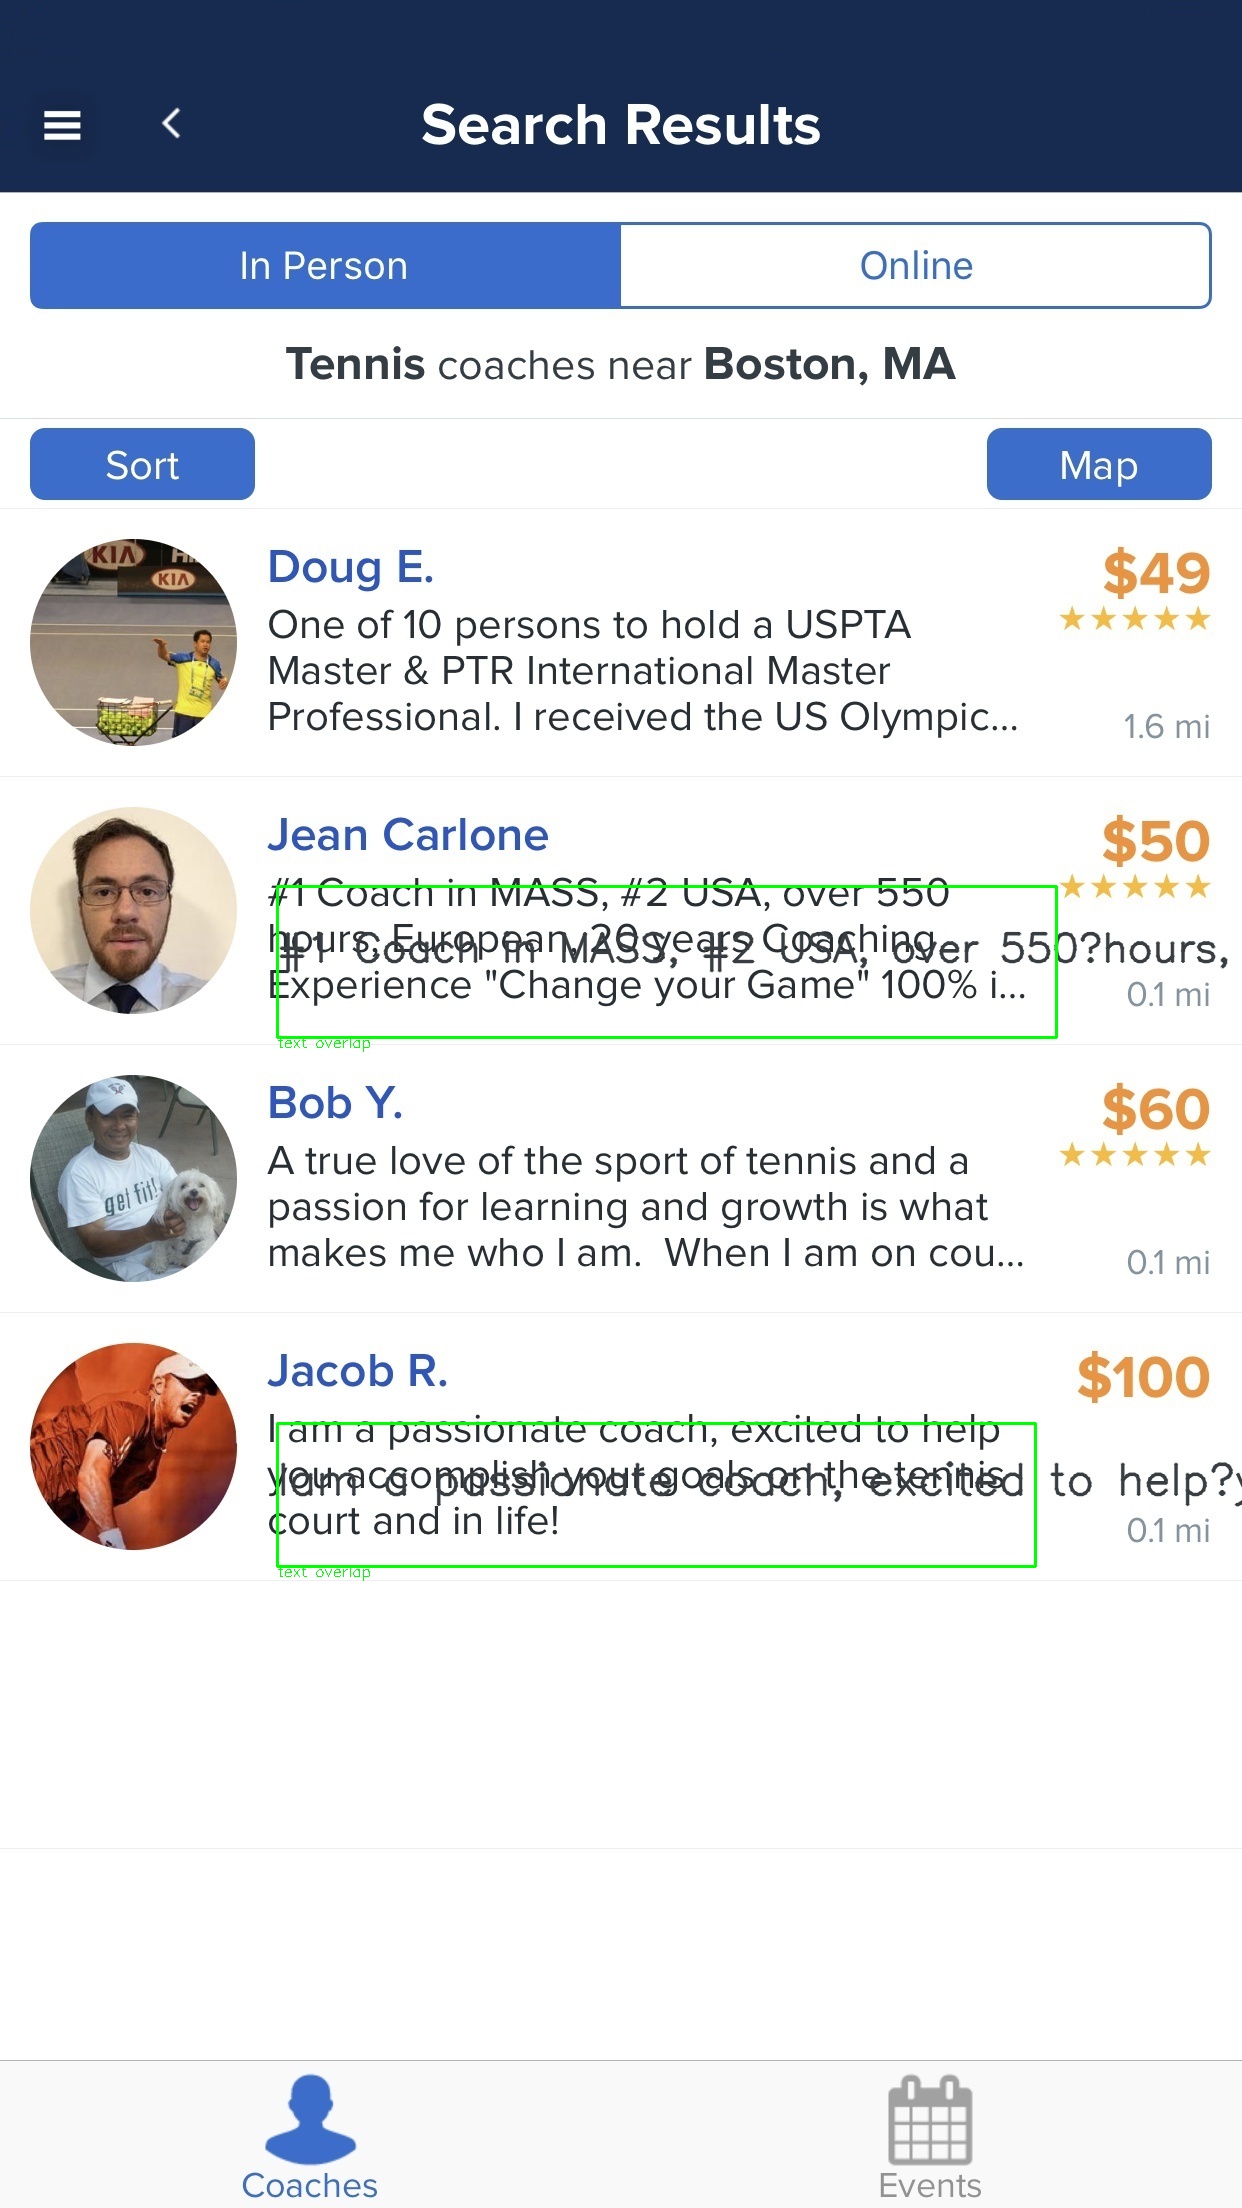 Search Results
In Person
Online
Tennis coaches near Boston, MA
Sort
Map
KIA
KIA
Doug E.
$49
One of 10 persons to hold a USPTA
Master & PTR International Master
Professional. I received the US Olympic...
1.6 mi
Jean Carlone
$50
#1 Coach in MASS, #2 USA, over 550
hours, European, 20 years Coaching
#1 Coach in MASS, #2 USA, over 550?hours,
Experience "Change your Game" 100% i...
0.1 mi
text overlap
Bob Y.
$60
get fit!
A true love of the sport of tennis and a
passion for learning and growth is what
makes me who I am.  When I am on cou...
0.1 mi
Jacob R.
$100
I am a passionate coach, excited to help
you accomplish your goals on the tennis
I am a passionate coach, excited to help?y
court and in life!
0.1 mi
text overlap
Coaches
Events